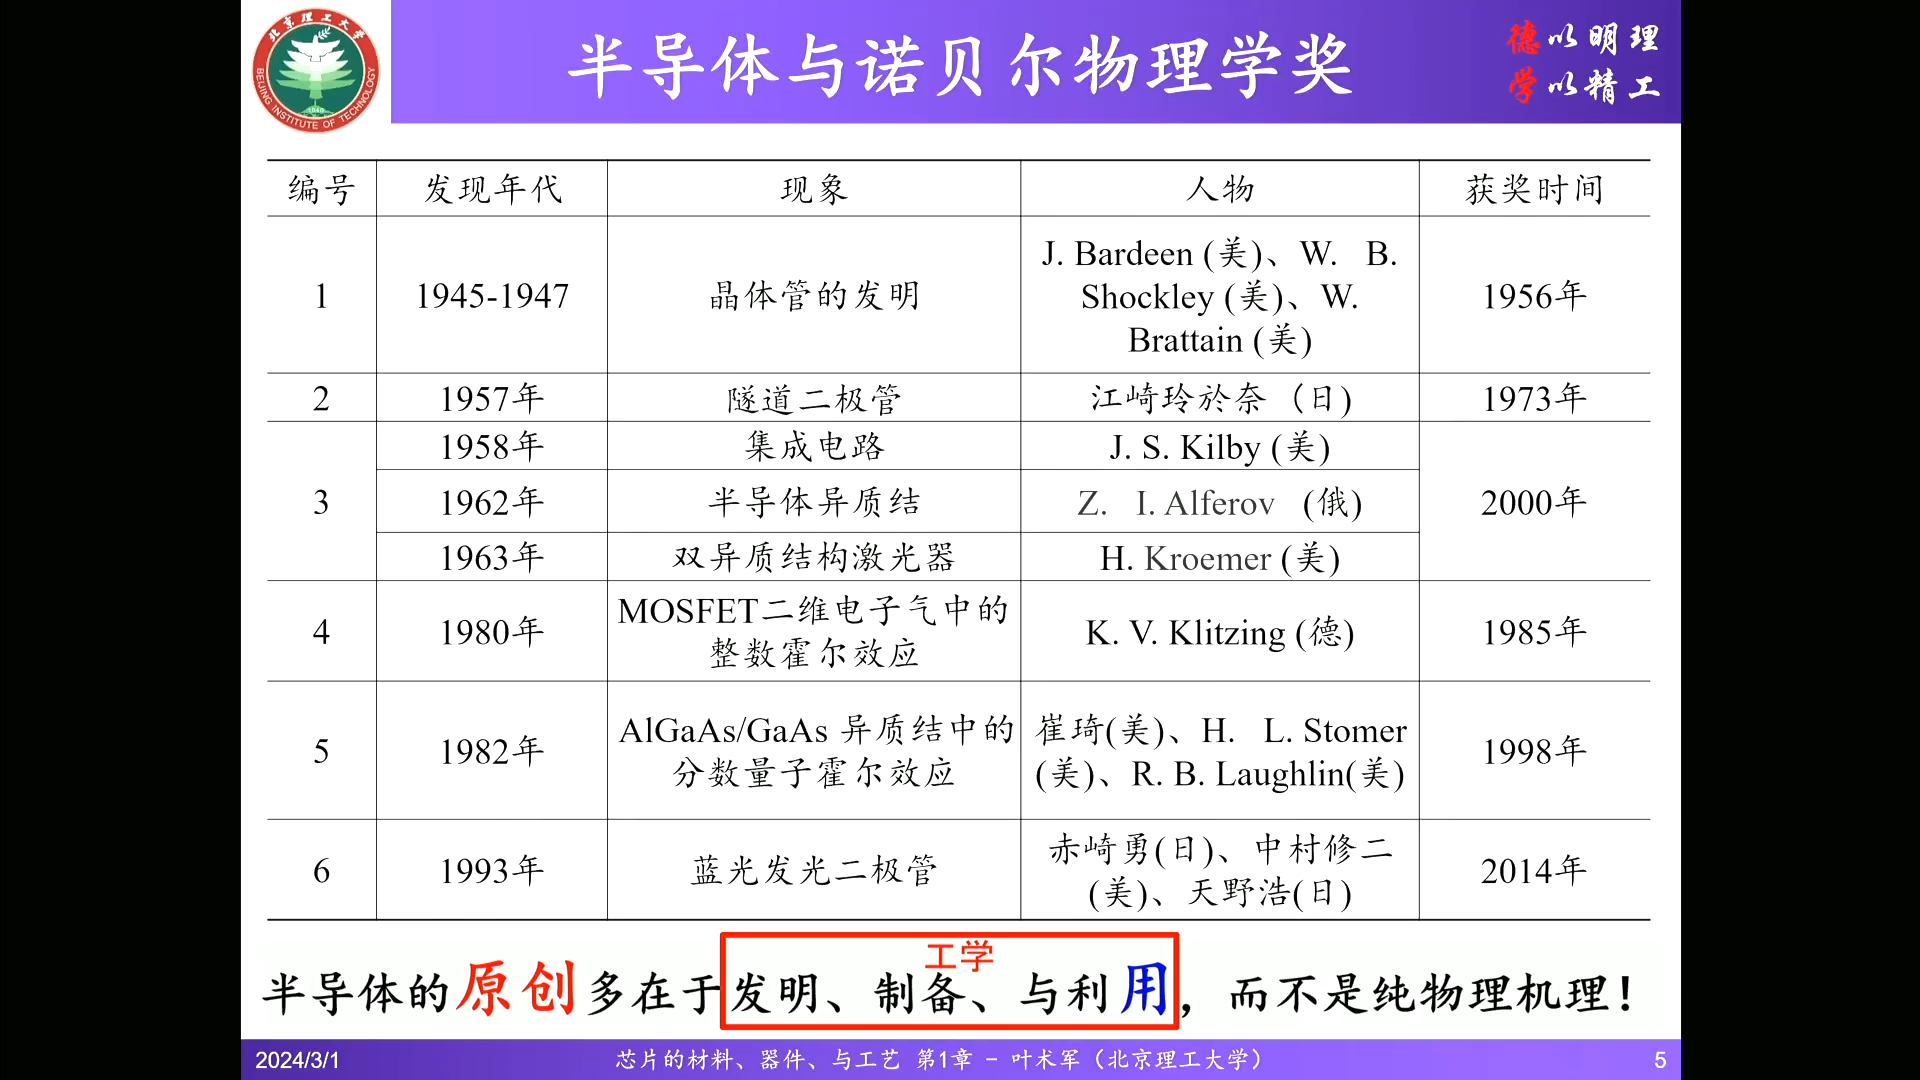 北京理工大学
BEIJING INSTITUTE OF TECHNOLOGY
1940
半导体与诺贝尔物理学奖
德以明理
学以精工
编号 发现年代 现象 人物 获奖时间
1 1945-1947 晶体管的发明 J. Bardeen (美)、W. B. Shockley (美)、W. Brattain (美) 1956年
2 1957年 隧道二极管 江崎玲於奈（日) 1973年
3 1958年 集成电路 J. S. Kilby (美) 2000年
1962年 半导体异质结 Z. I. Alferov (俄)
1963年 双异质结构激光器 H. Kroemer (美)
4 1980年 MOSFET二维电子气中的整数霍尔效应 K. V. Klitzing (德) 1985年
5 1982年 AlGaAs/GaAs 异质结中的分数量子霍尔效应 崔琦(美)、H. L. Stomer (美)、R. B. Laughlin(美) 1998年
6 1993年 蓝光发光二极管 赤崎勇(日)、中村修二(美)、天野浩(日) 2014年
工学
半导体的原创多在于发明、制备、与利用，而不是纯物理机理！
2024/3/1 芯片的材料、器件、与工艺 第1章 – 叶术军（北京理工大学） 5